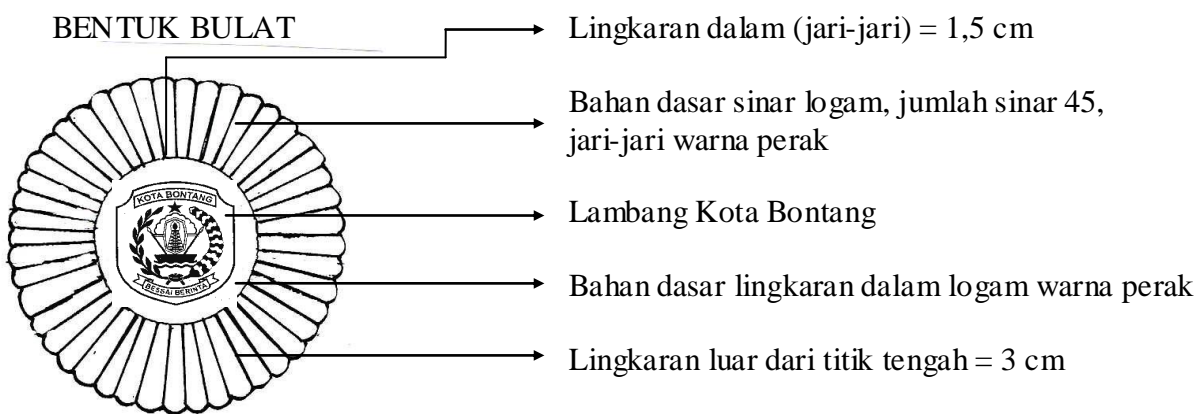 BENTUK BULAT
Lingkaran dalam (jari-jari) = 1,5 cm
Bahan dasar sinar logam, jumlah sinar 45,
jari-jari warna perak
KOTA BONTANG
Lambang Kota Bontang
BESSAI BERINTA
Bahan dasar lingkaran dalam logam warna perak
Lingkaran luar dari titik tengah = 3 cm